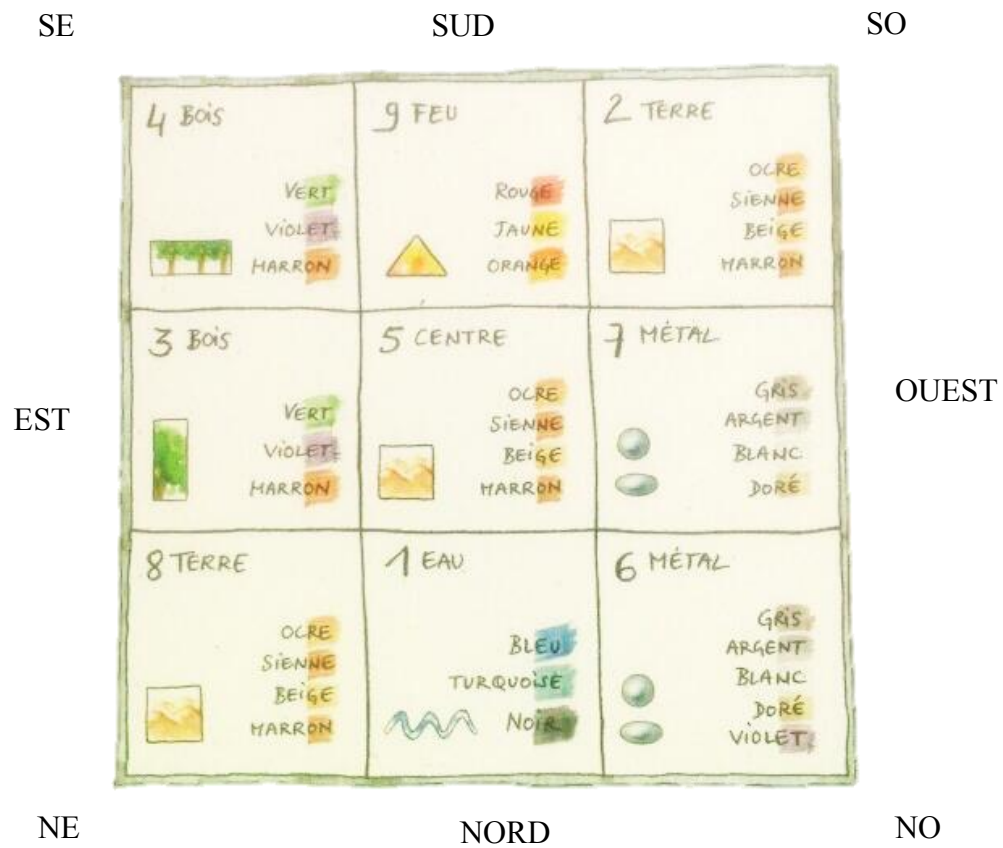 SE
SUD
SO
4 BOIS
VERT
VIOLET
MARRON
9 FEU
ROUGE
JAUNE
ORANGE
2 TERRE
OCRE
SIENNE
BEIGE
MARRON
EST
3 BOIS
VERT
VIOLET
MARRON
5 CENTRE
OCRE
SIENNE
BEIGE
MARRON
7 MÉTAL
GRIS
ARGENT
BLANC
DORÉ
OUEST
8 TERRE
OCRE
SIENNE
BEIGE
MARRON
1 EAU
BLEU
TURQUOISE
NOIR
6 MÉTAL
GRIS
ARGENT
BLANC
DORÉ
VIOLET
NE
NORD
NO